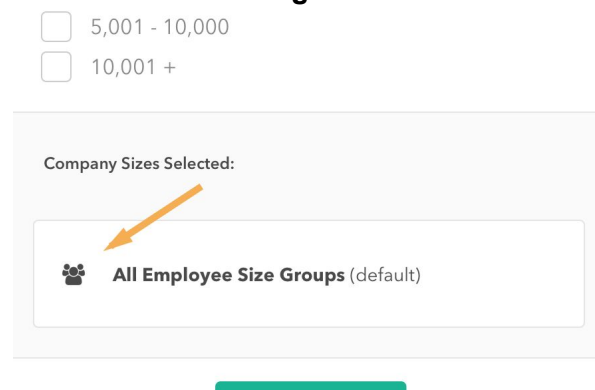 5,001 - 10,000
10,001 +
Company Sizes Selected:
All Employee Size Groups (default)